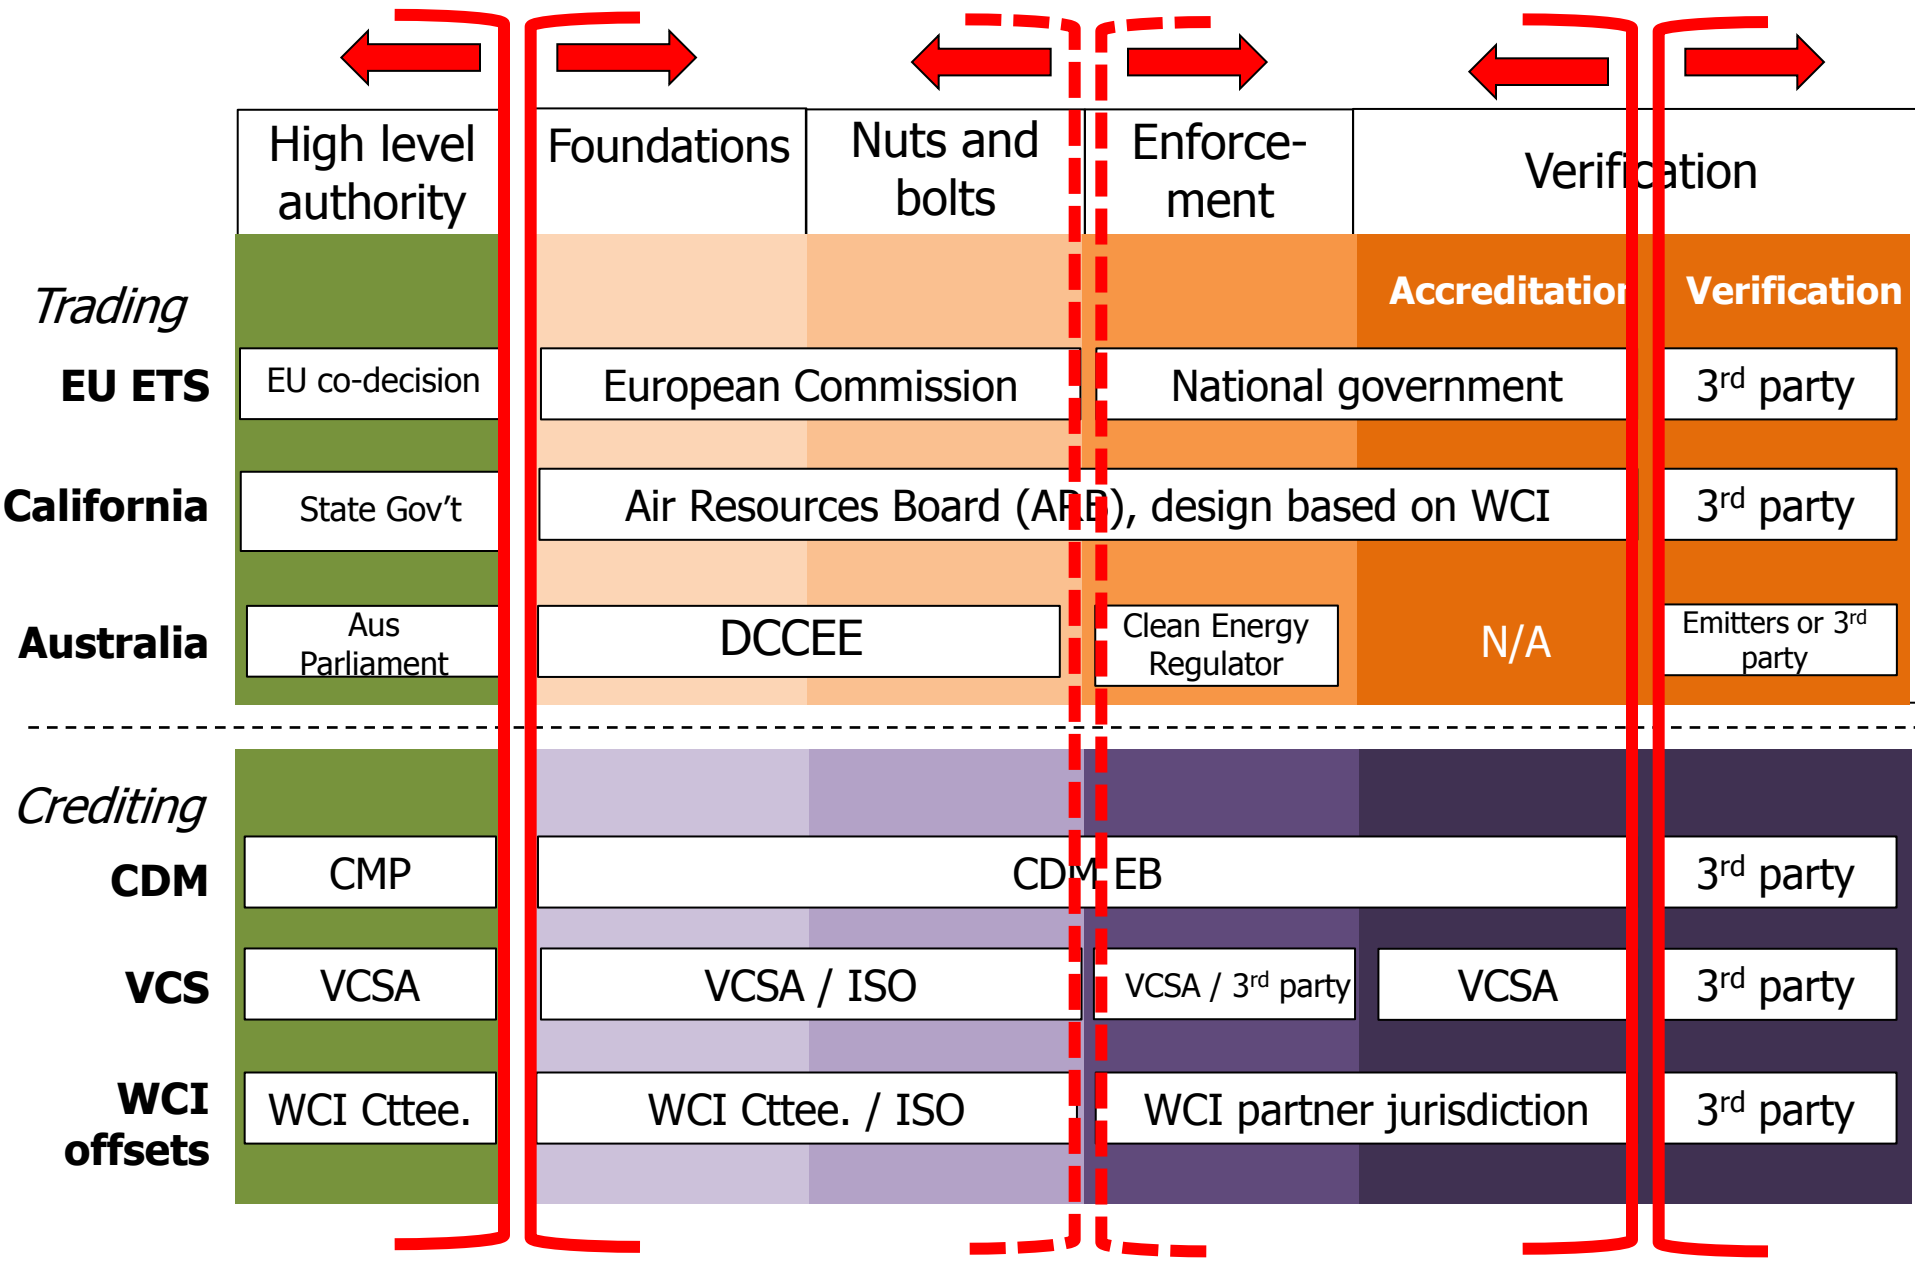 High level
authority
Foundations
Nuts and
bolts
Enforce-
ment
Verification
Trading
Accreditation
Verification
EU ETS
EU co-decision
European Commission
National government
3rd party
California
State Gov’t
Air Resources Board (ARB), design based on WCI
3rd party
Australia
Aus
Parliament
DCCEE
Clean Energy
Regulator
N/A
Emitters or 3rd
party
Crediting
CDM
CMP
CDM EB
3rd party
VCS
VCSA
VCSA / ISO
VCSA / 3rd party
VCSA
3rd party
WCI
offsets
WCI Cttee.
WCI Cttee. / ISO
WCI partner jurisdiction
3rd party